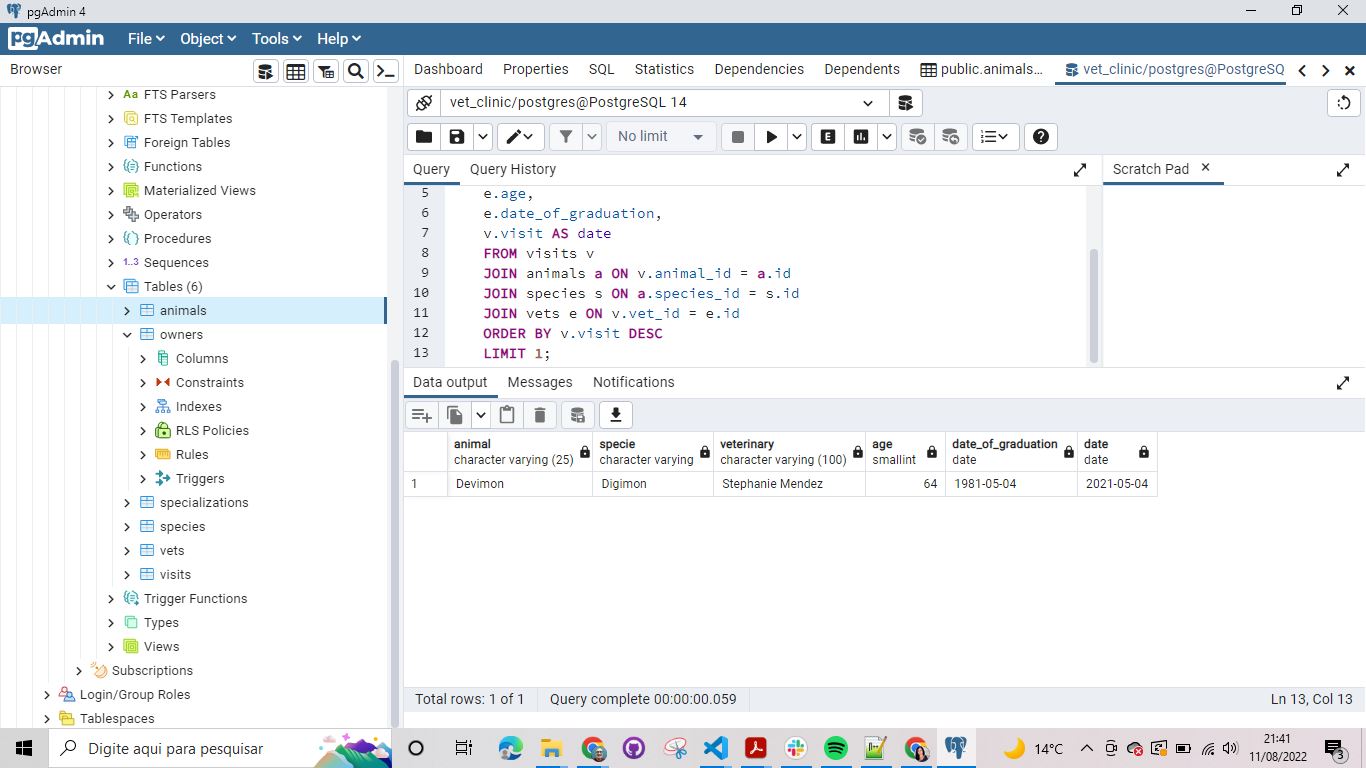 pgAdmin 4
pgAdmin File Object Tools Help
Browser
Dashboard Properties SQL Statistics Dependencies Dependents public.animals... vet_clinic/postgres@PostgreSQ
FTS Parsers
FTS Templates
Foreign Tables
Functions
Materialized Views
Operators
Procedures
1..3 Sequences
Tables (6)
animals
owners
Columns
Constraints
Indexes
RLS Policies
Rules
Triggers
specializations
species
vets
visits
Trigger Functions
Types
Views
Subscriptions
Login/Group Roles
Tablespaces
vet_clinic/postgres@PostgreSQL 14
No limit
Query Query History
Scratch Pad
5 e.age,
6 e.date_of_graduation,
7 v.visit AS date
8 FROM visits v
9 JOIN animals a ON v.animal_id = a.id
10 JOIN species s ON a.species_id = s.id
11 JOIN vets e ON v.vet_id = e.id
12 ORDER BY v.visit DESC
13 LIMIT 1;
Data output Messages Notifications
animal specie veterinary age date_of_graduation date
character varying (25) character varying character varying (100) smallint date date
1 Devimon Digimon Stephanie Mendez 64 1981-05-04 2021-05-04
Total rows: 1 of 1 Query complete 00:00:00.059 Ln 13, Col 13
Digite aqui para pesquisar
14°C
21:41
11/08/2022
3